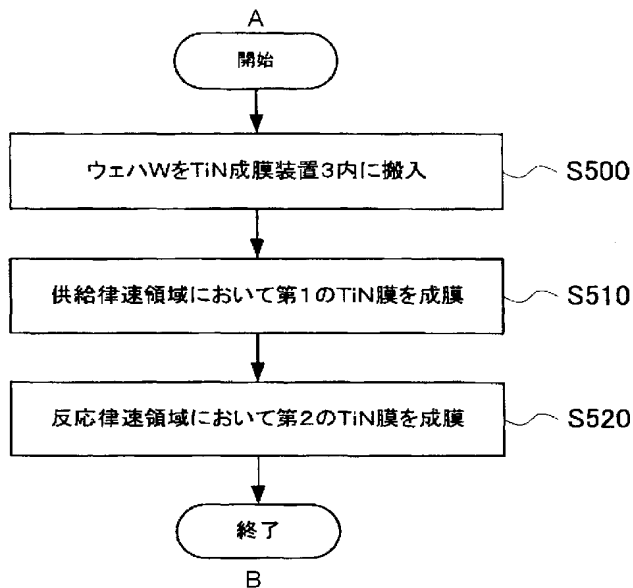 A
開始
ウェハWをTiN成膜装置3内に搬入
S500
供給律速領域において第1のTiN膜を成膜
S510
反応律速領域において第2のTiN膜を成膜
S520
終了
B